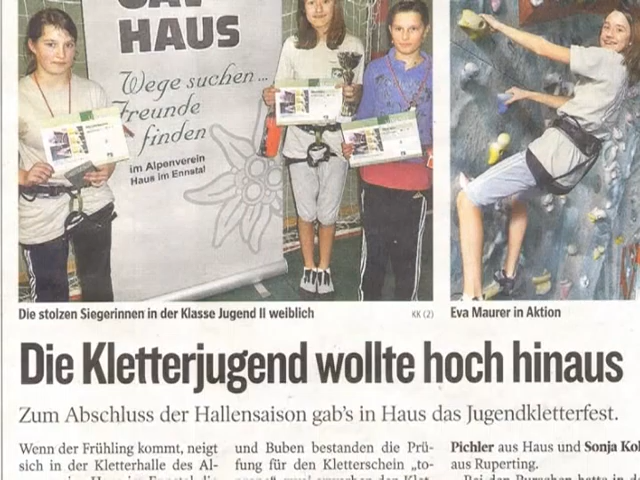 HAUS
Wege suchen ...
Freunde
finden
im Alpenverein
Haus im Ennstal
Die stolzen Siegerinnen in der Klasse Jugend II weiblich
KK (2)
Eva Maurer in Aktion
Die Kletterjugend wollte hoch hinaus
Zum Abschluss der Hallensaison gab's in Haus das Jugendkletterfest.
Wenn der Frühling kommt, neigt
sich in der Kletterhalle des Al-
und Buben bestanden die Prü-
fung für den Kletterschein „to-
Pichler aus Haus und Sonja Kol
aus Ruperting.